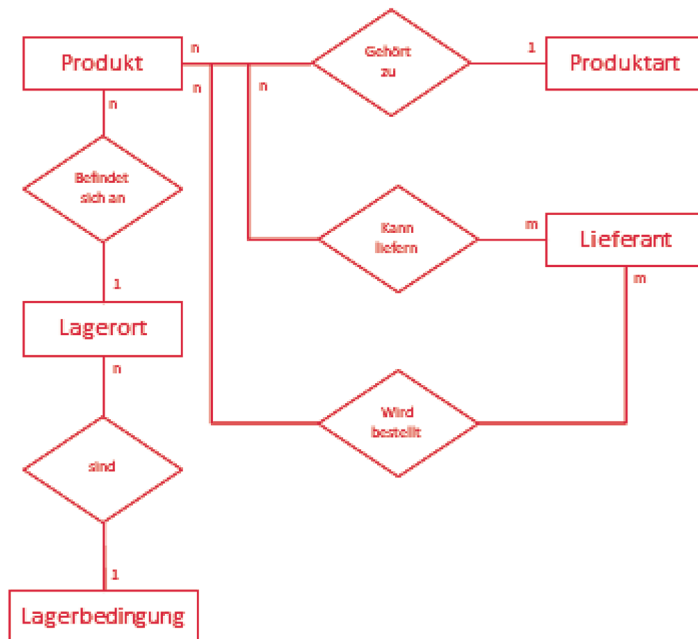 Produkt
n
n
n
n
Gehört
zu
1
Produktart
Befindet
sich an
1
Kann
liefern
m
Lieferant
m
Lagerort
n
Wird
bestellt
sind
1
Lagerbedingung